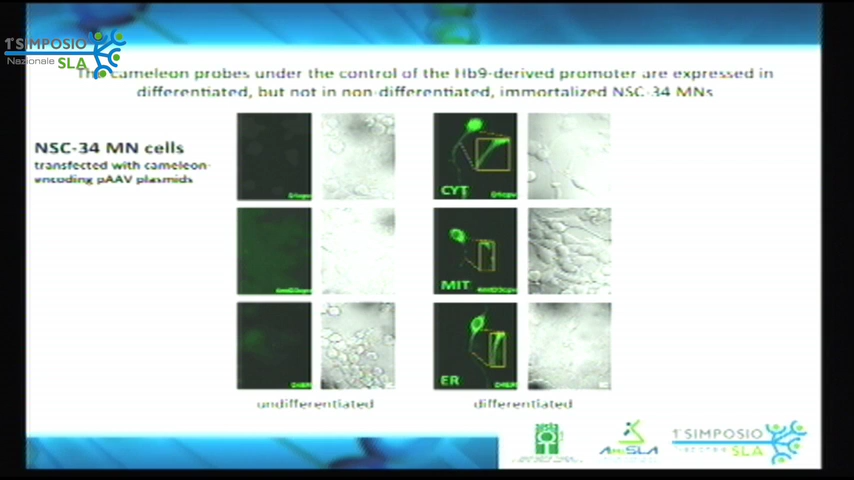 1° SIMPOSIO
Nazionale SLA
The cameleon probes under the control of the Hb9-derived promoter are expressed in
differentiated, but not in non-differentiated, immortalized NSC-34 MNs
NSC-34 MN cells
transfected with cameleon-
encoding pAAV plasmids
CYT
MIT
ER
undifferentiated
differentiated
AriSLA
1° SIMPOSIO
SLA